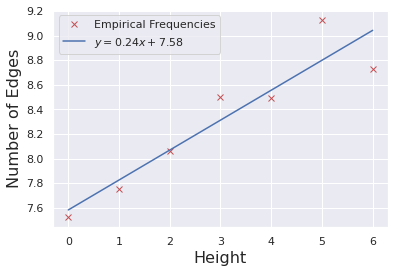 9.2
9.0
8.8
8.6
8.4
8.2
8.0
7.8
7.6
Number of Edges
Empirical Frequencies
y = 0.24x + 7.58
0 1 2 3 4 5 6
Height